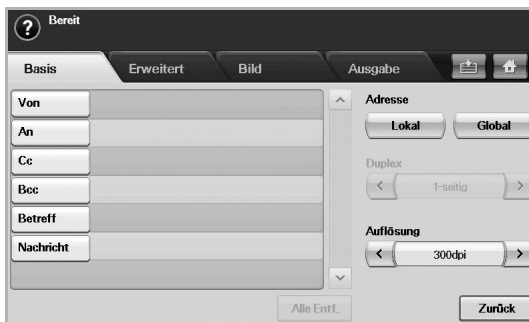 Bereit
Basis Erweitert Bild Ausgabe
Von
An
Cc
Bcc
Betreff
Nachricht
Adresse
Lokal Global
Duplex
1-seitig
Auflösung
300dpi
Alle Entf. Zurück